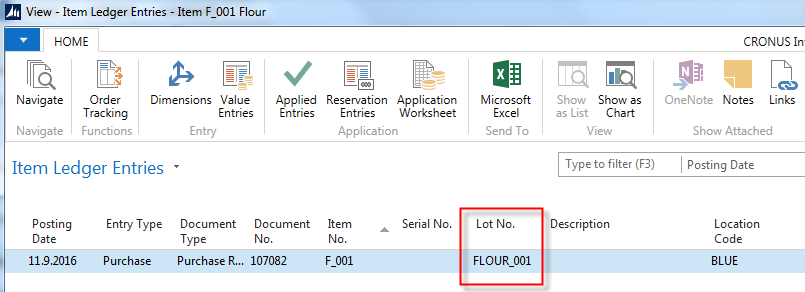 View - Item Ledger Entries - Item F_001 Flour
HOME
CRONUS In
Navigate
Order Tracking
Dimensions
Value Entries
Applied Entries
Reservation Entries
Application Worksheet
Microsoft Excel
Show as List
Show as Chart
OneNote
Notes
Links
Navigate
Functions
Entry
Application
Send To
View
Show Attached
Item Ledger Entries
Type to filter (F3)
Posting Date
Posting Date
Entry Type
Document Type
Document No.
Item No.
Serial No.
Lot No.
Description
Location Code
11.9.2016
Purchase
Purchase R...
107082
F_001
FLOUR_001
BLUE